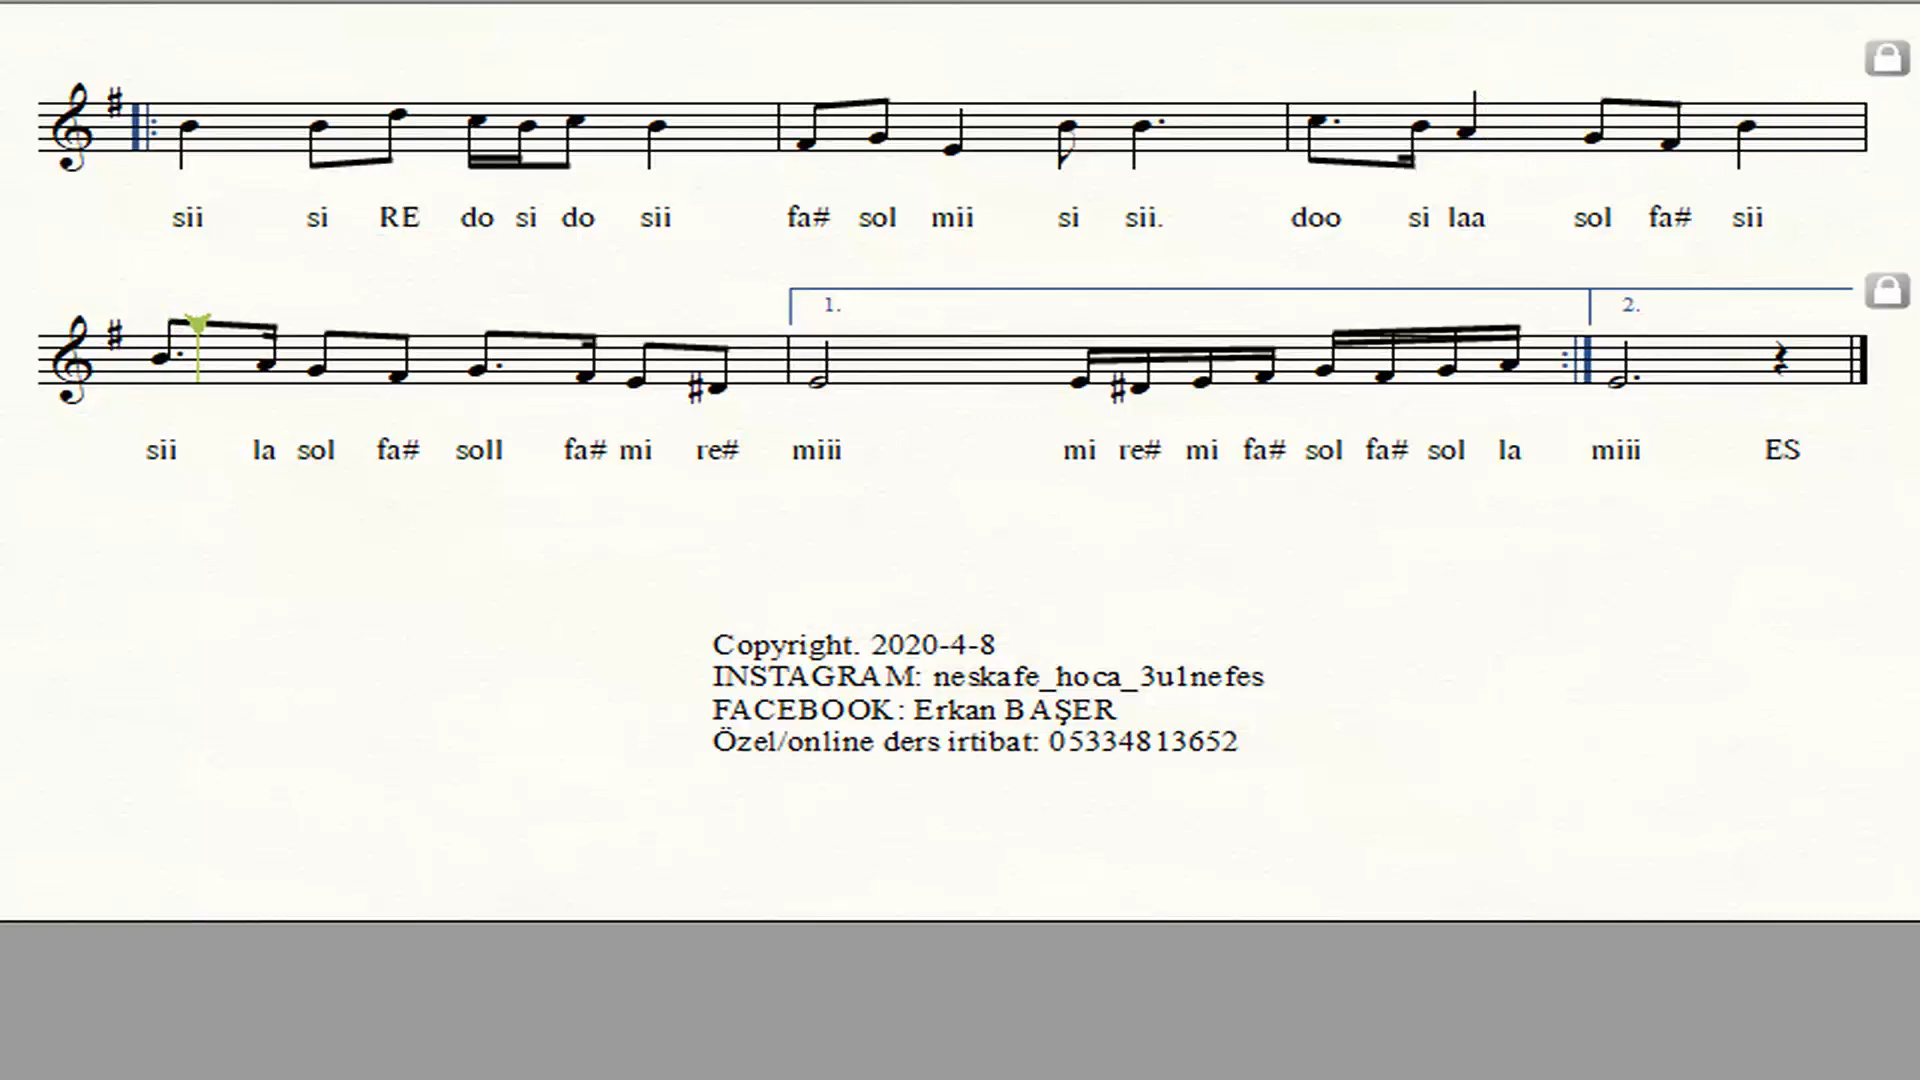 sii si RE do si do sii fa# sol mii si sii. doo si laa sol fa# sii
1. 2.
sii la sol fa# soll fa# mi re# miii mi re# mi fa# sol fa# sol la miii ES
Copyright. 2020-4-8
INSTAGRAM: neskafe_hoca_3u1nefes
FACEBOOK: Erkan BAŞER
Özel/online ders irtibat: 05334813652